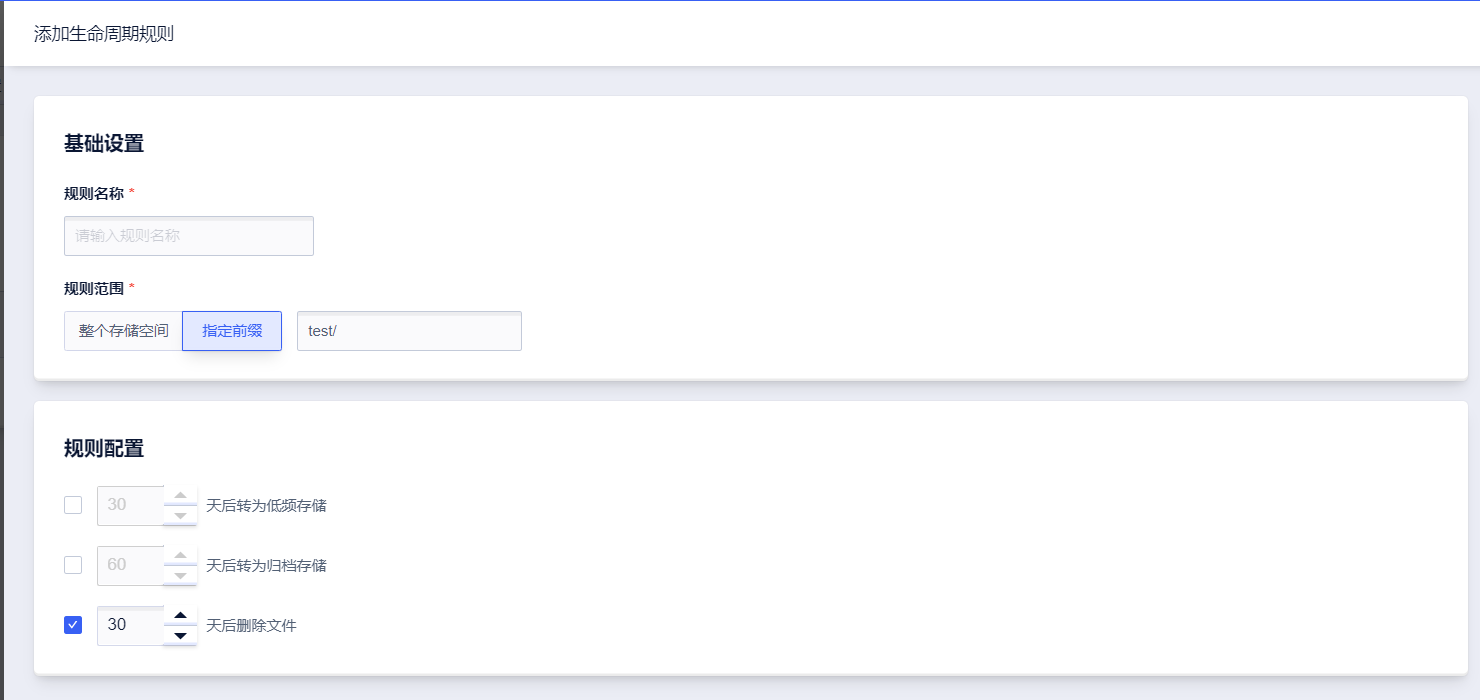 添加生命周期规则
基础设置
规则名称 *
请输入规则名称
规则范围 *
整个存储空间 指定前缀 test/
规则配置
30 天后转为低频存储
60 天后转为归档存储
30 天后删除文件